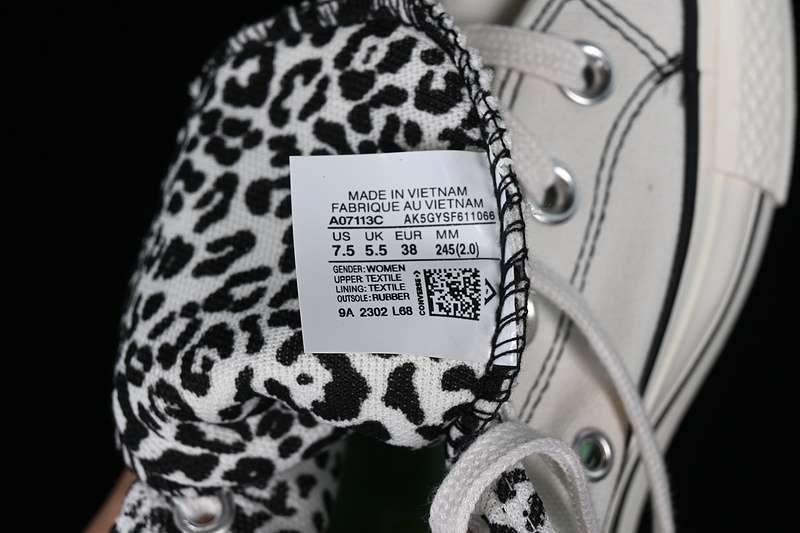 MADE IN VIETNAM
FABRIQUE AU VIETNAM
A07113C AK5GYSF611066
US UK EUR MM
7.5 5.5 38 245(2.0)
GENDER: WOMEN
UPPER: TEXTILE
LINING: TEXTILE
OUTSOLE: RUBBER
9A 2302 L68